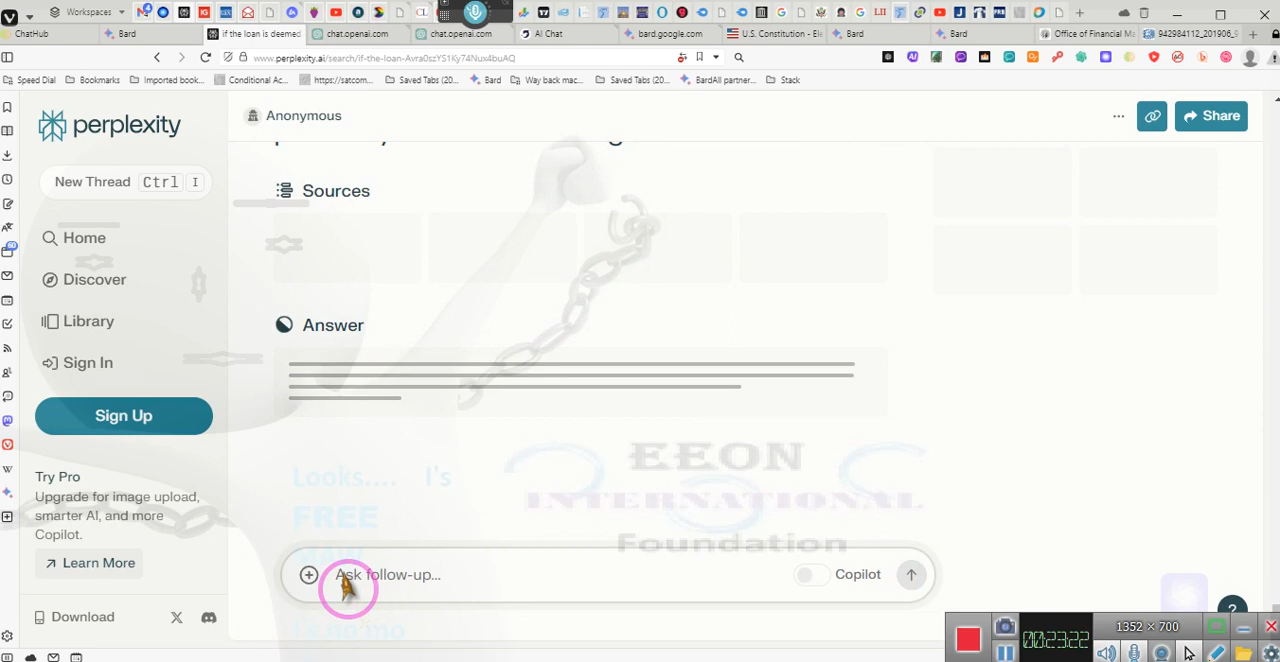 Workspaces
ChatHub
Bard
if the loan is deemed
chat.openai.com
chat.openai.com
AI Chat
bard.google.com
U.S. Constitution - Ele
Bard
Bard
Office of Financial Ma
942984112_201906_9
www.perplexity.ai/search/if-the-loan-Avra0szYS1Ky74Nux4buAQ
Speed Dial
Bookmarks
Imported book...
Conditional Ac...
https://satcom...
Saved Tabs (20...
Bard
Way back mac...
Saved Tabs (20...
BardAll partner...
Stack
perplexity
Anonymous
Share
New Thread Ctrl I
Sources
Home
Discover
Library
Answer
Sign In
Sign Up
EEON
INTERNATIONAL
Foundation
Looks.... I's
FREE
I's no mo
Try Pro
Upgrade for image upload,
smarter AI, and more
Copilot.
Learn More
Ask follow-up...
Copilot
Download
?
1352 × 700
00:23:22